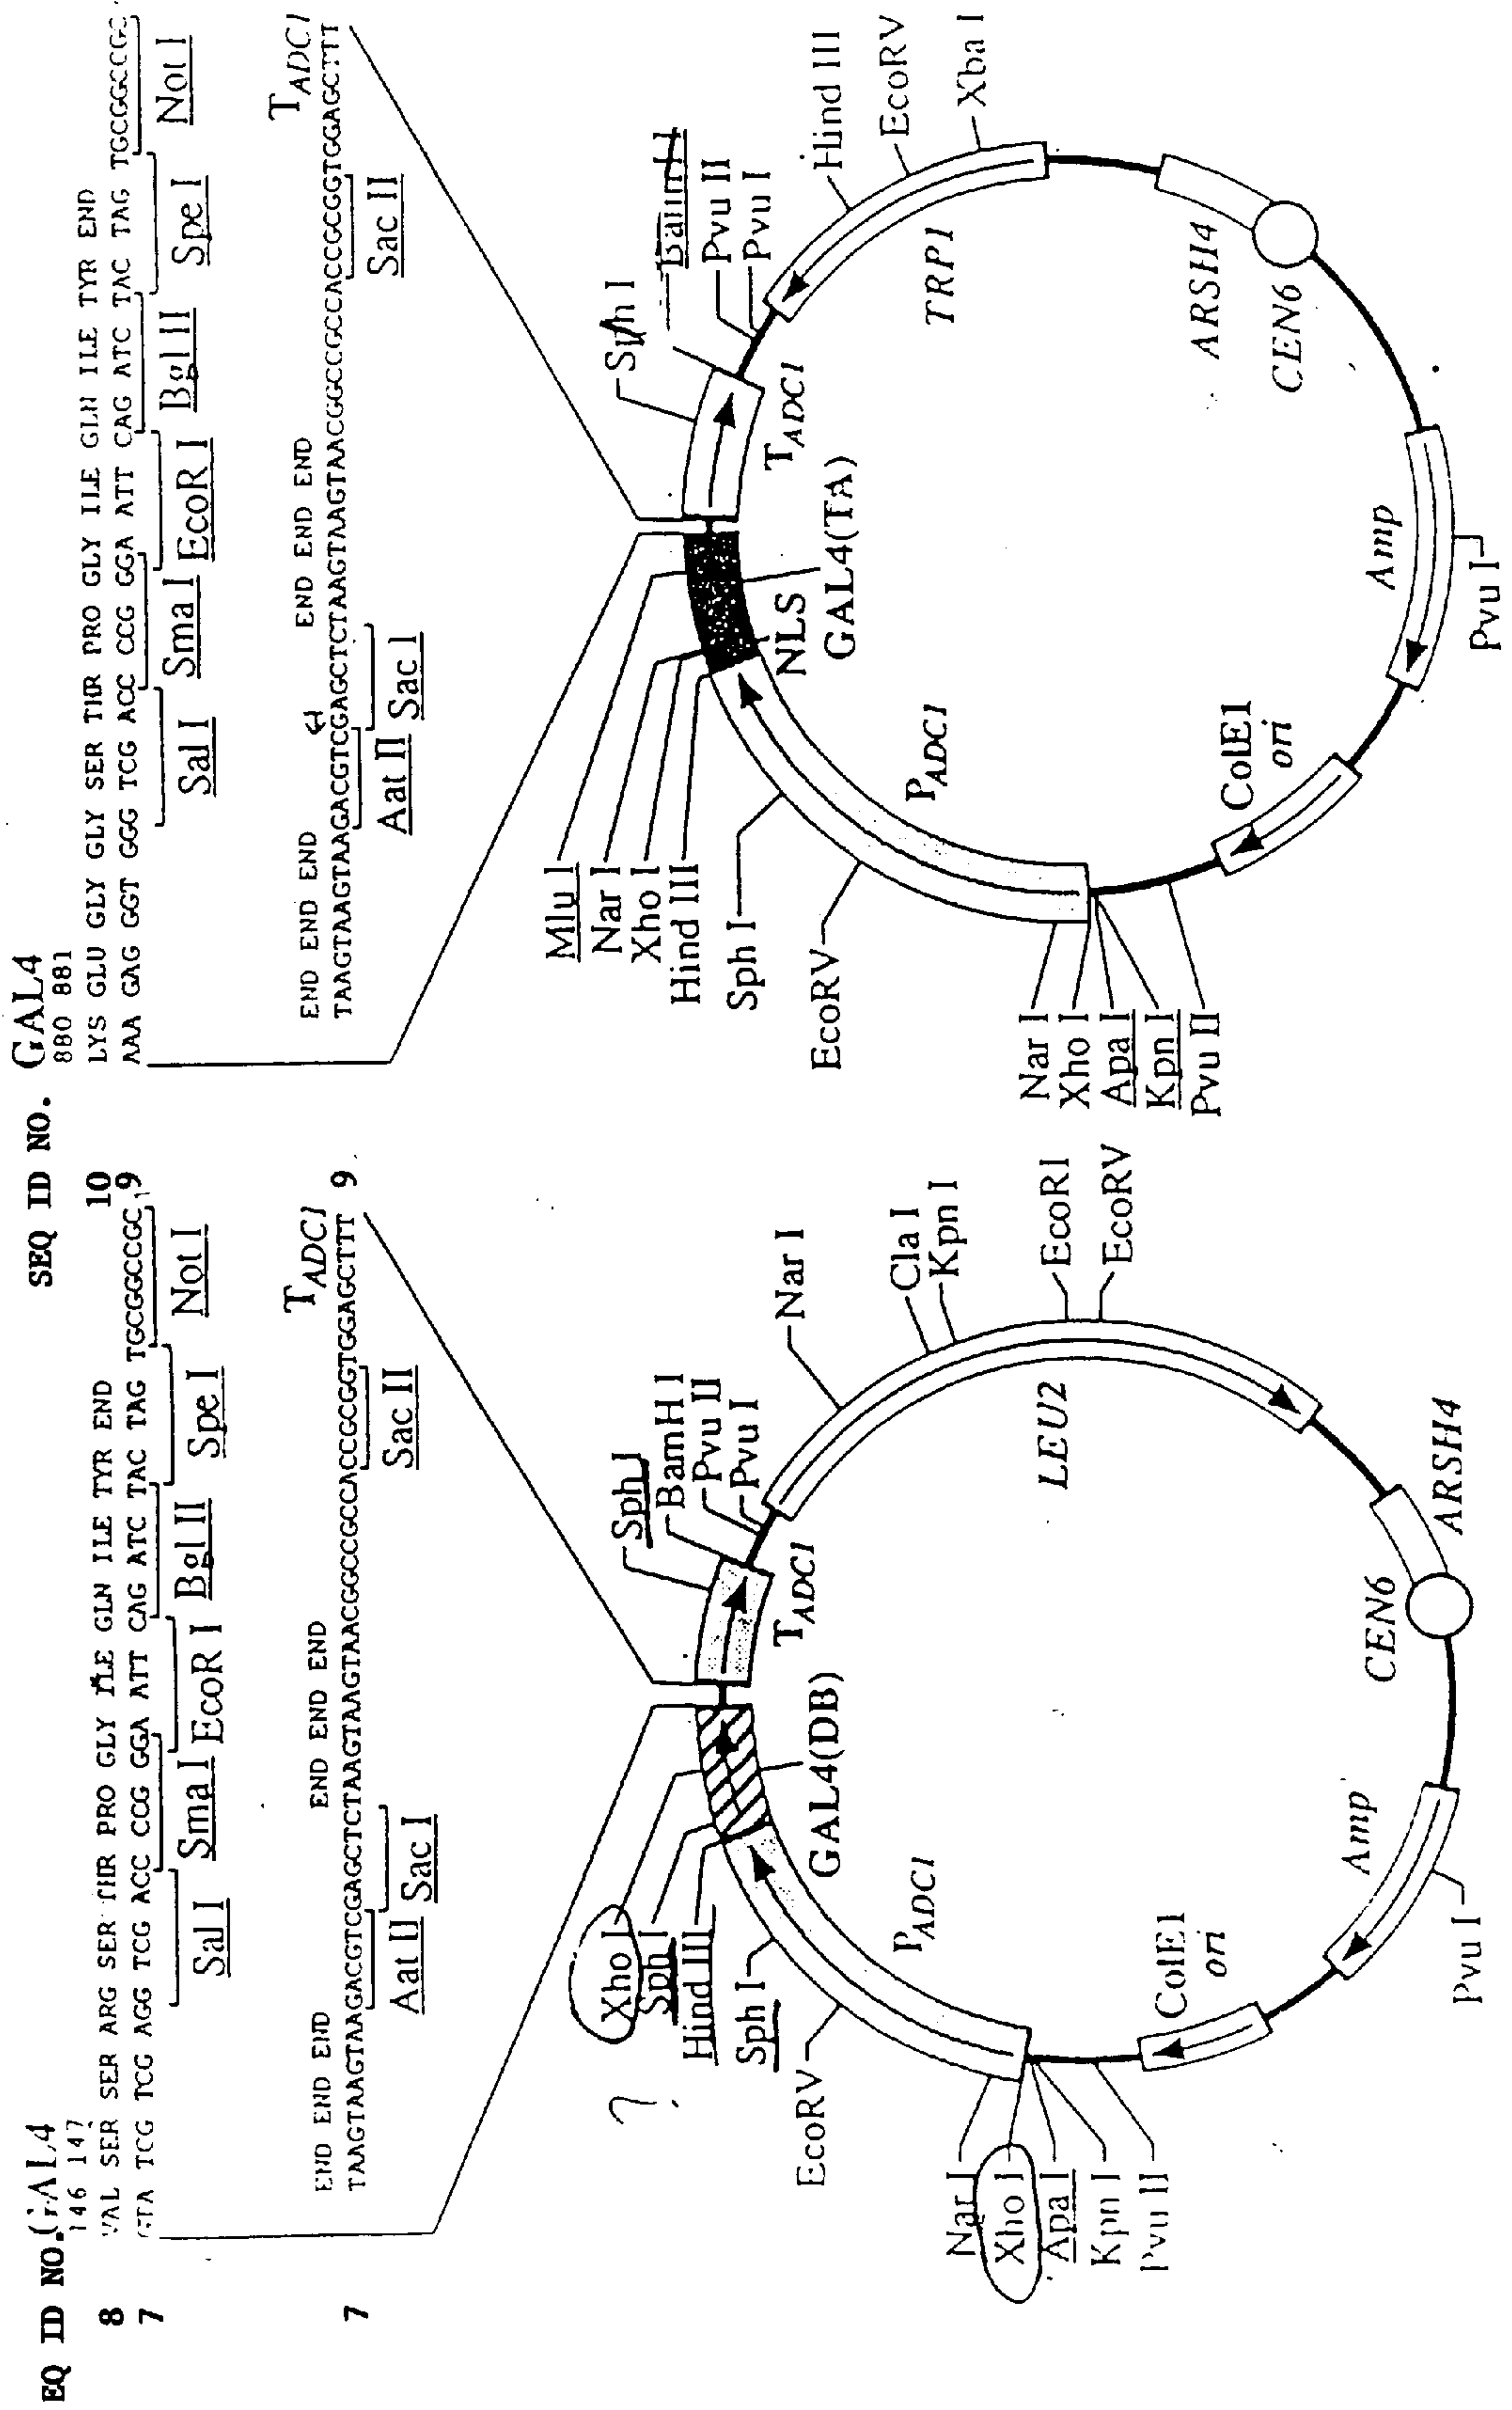 EQ ID NO. GAL4
146 147
8 VAL SER SER ARG SER THR PRO GLY ILE GLN ILE TYR END 10
7 GTA TCG TCG AGG TCG ACC CCG GGA ATT CAG ATC TAC TAG TGCGGCCGC 9
Sal I Sma I EcoR I Bgl II Spe I Not I
END END END END END END TADC1
7 TAAGTAAGTAAGACGTCGAGCTCTAAGTAAGTAACGGCCGCCACCGCGGTGGAGCTTT 9
Aat II Sac I Sac II
?
Xho I
Sph I
Hind III
Sph I
EcoRV
Nar I
Xho I
Apa I
Kpn I
Pvu II
Sph I
BamH I
Pvu II
Pvu I
Nar I
Cla I
Kpn I
EcoRI
EcoRV
GAL4(DB)
TADC1
PADC1
LEU2
ColE1
ori
Amp
Pvu I
CEN6
ARSH4
SEQ ID NO. GAL4
880 881
LYS GLU GLY GLY SER THR PRO GLY ILE GLN ILE TYR END
AAA GAG GGT GGG TCG ACC CCG GGA ATT CAG ATC TAC TAG TGCGGCCGC
Sal I Sma I EcoR I Bgl II Spe I Not I
END END END END END END TADC1
TAAGTAAGTAAGACGTCGAGCTCTAAGTAAGTAACGGCCGCCACCGCGGTGGAGCTTT
Aat II Sac I Sac II
Mlu I
Nar I
Xho I
Hind III
Sph I
EcoRV
Nar I
Xho I
Apa I
Kpn I
Pvu II
Sph I
BamH I
Pvu II
Pvu I
Hind III
EcoRV
Xba I
NLS
GAL4(TA)
TADC1
PADC1
TRP1
ARSH4
CEN6
ColE1
ori
Amp
Pvu I